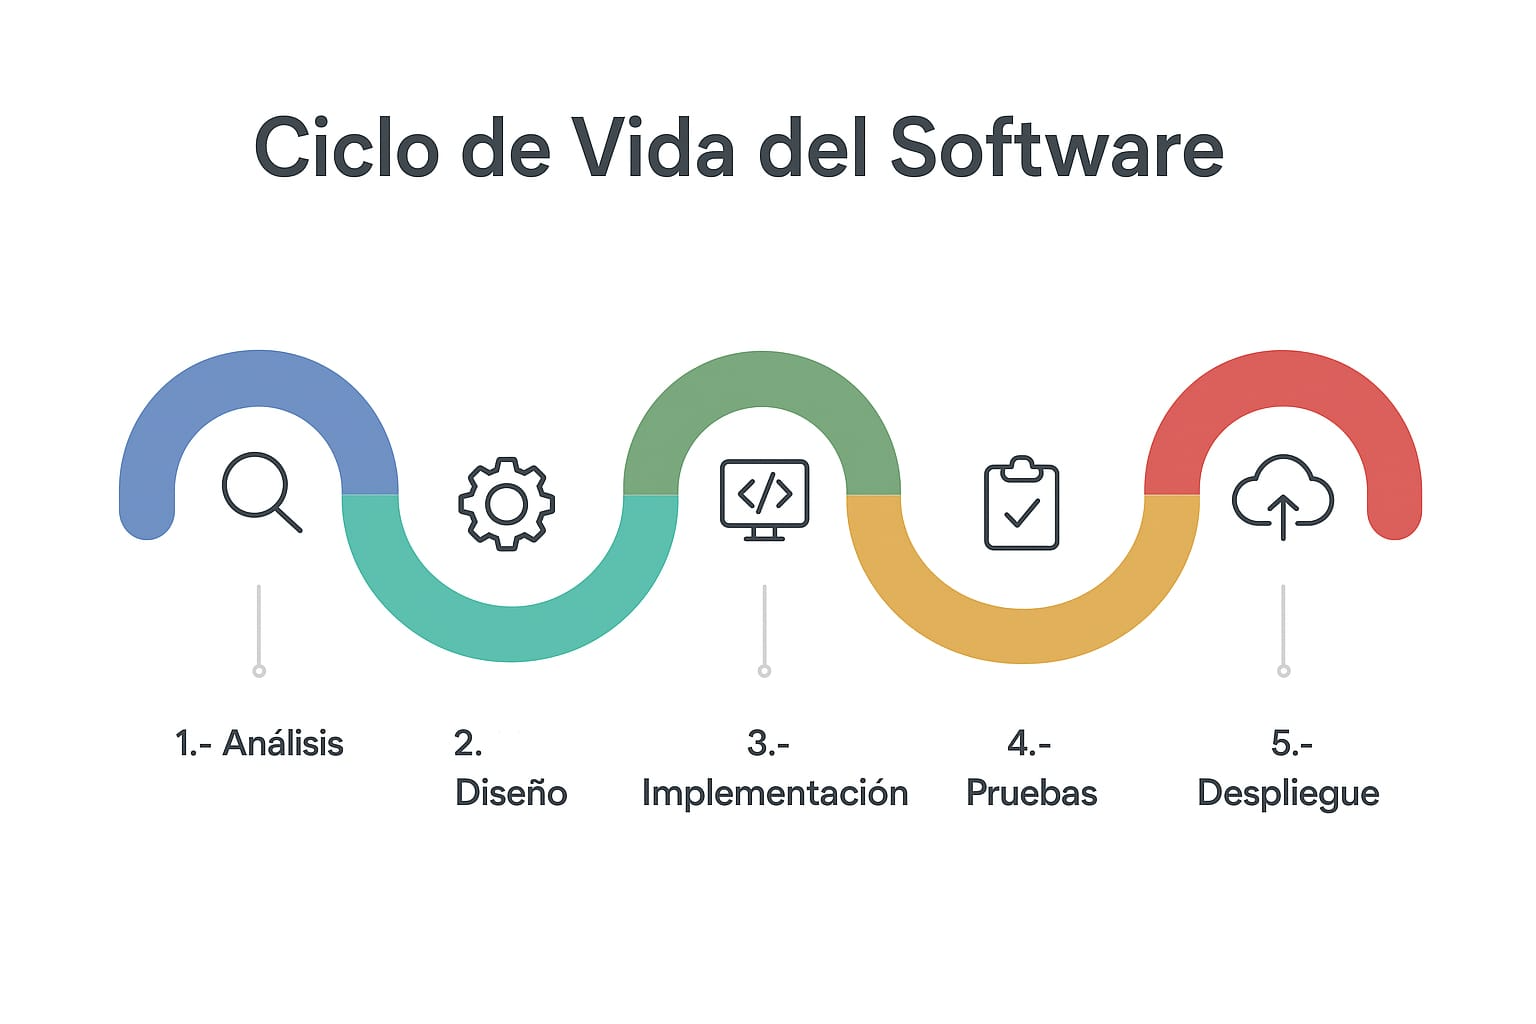 Ciclo de Vida del Software
</>
1.- Análisis
2.
Diseño
3.-
Implementación
4.-
Pruebas
5.-
Despliegue